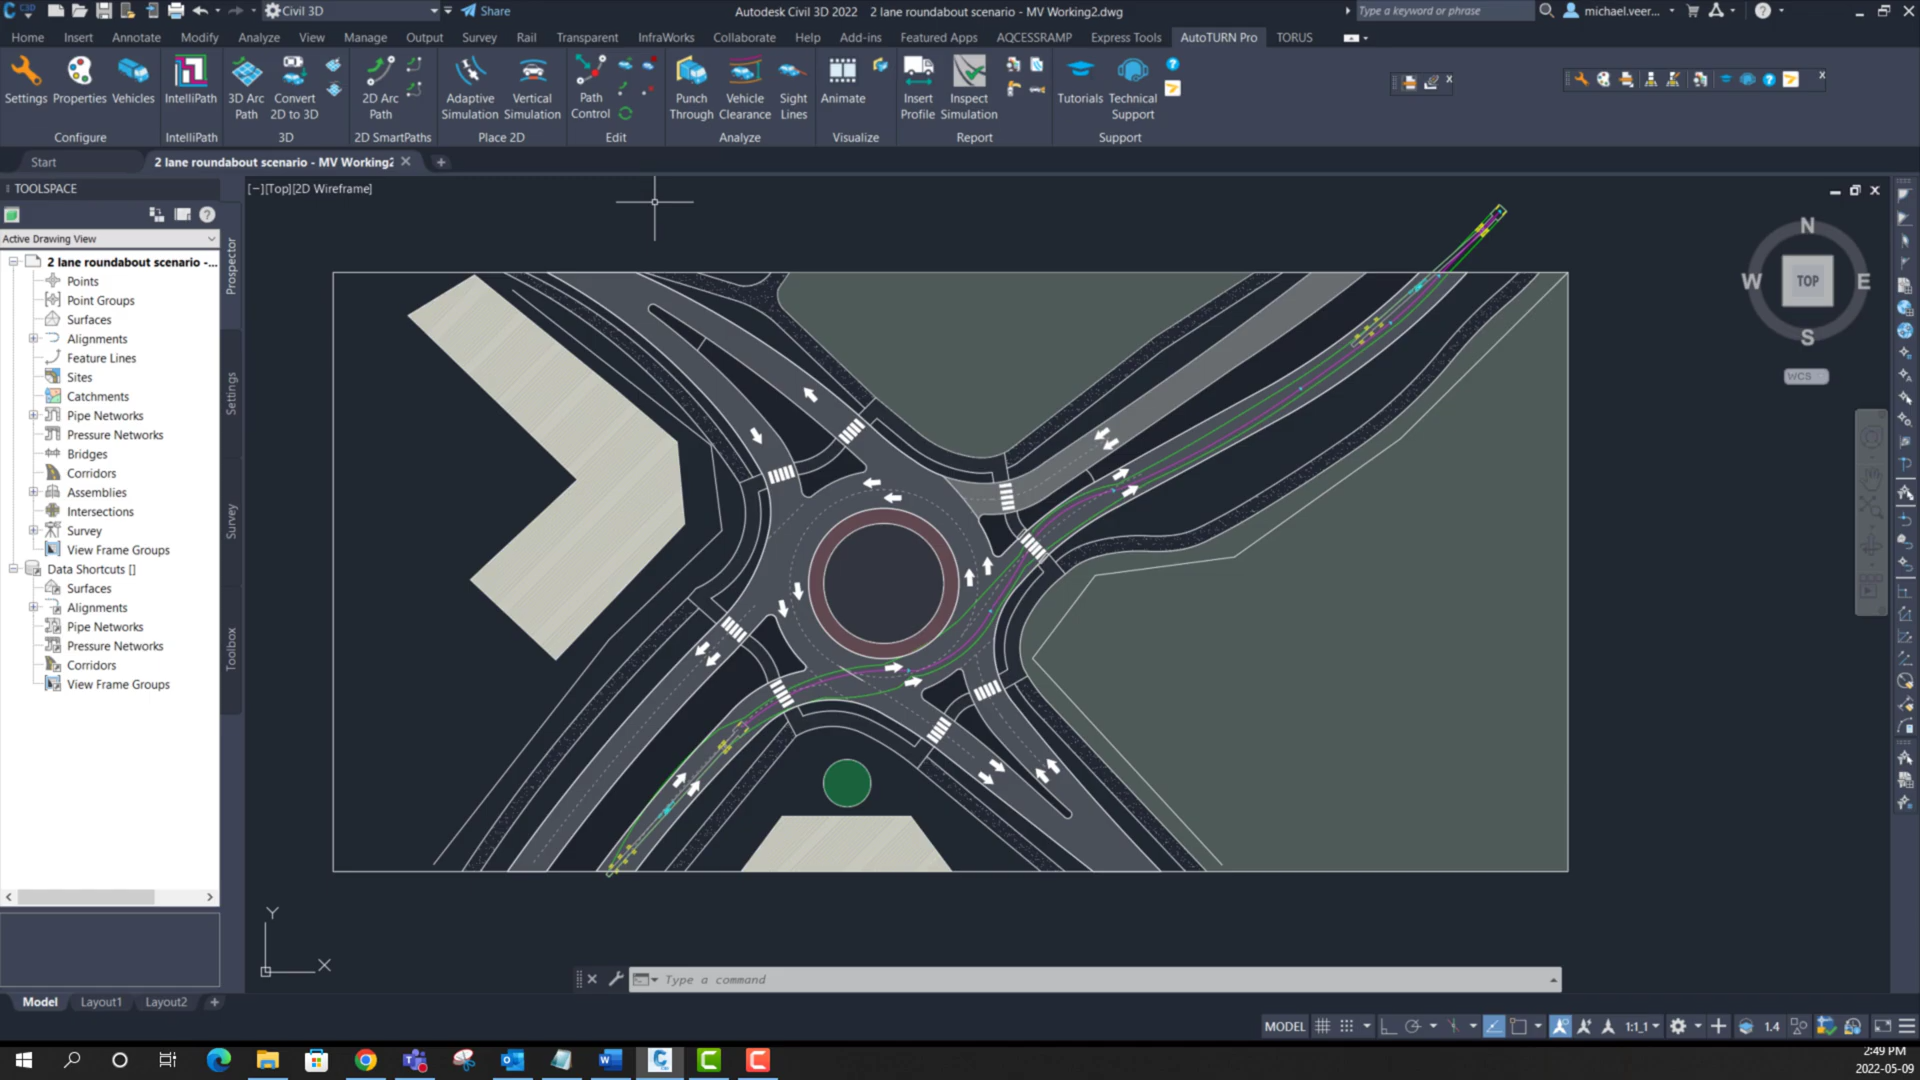 C3D Civil 3D Share Autodesk Civil 3D 2022 2 lane roundabout scenario - MV Working2.dwg Type a keyword or phrase michael.veer...
Home Insert Annotate Modify Analyze View Manage Output Survey Rail Transparent InfraWorks Collaborate Help Add-ins Featured Apps AQCESSRAMP Express Tools AutoTURN Pro TORUS
Settings Properties Vehicles IntelliPath 3D Arc Path Convert 2D to 3D 2D Arc Path Adaptive Simulation Vertical Simulation Path Control Punch Through Vehicle Clearance Sight Lines Animate Insert Profile Inspect Simulation Tutorials Technical Support
Configure IntelliPath 3D 2D SmartPaths Place 2D Edit Analyze Visualize Report Support
Start 2 lane roundabout scenario - MV Working2
TOOLSPACE
[−][Top][2D Wireframe]
Active Drawing View
2 lane roundabout scenario -...
Points
Point Groups
Surfaces
Alignments
Feature Lines
Sites
Catchments
Pipe Networks
Pressure Networks
Bridges
Corridors
Assemblies
Intersections
Survey
View Frame Groups
Data Shortcuts []
Surfaces
Alignments
Pipe Networks
Pressure Networks
Corridors
View Frame Groups
Prospector
Settings
Survey
Toolbox
N
W TOP E
S
WCS
Y
X
Type a command
Model Layout1 Layout2
MODEL 1:1_1 1.4
2:49 PM
2022-05-09